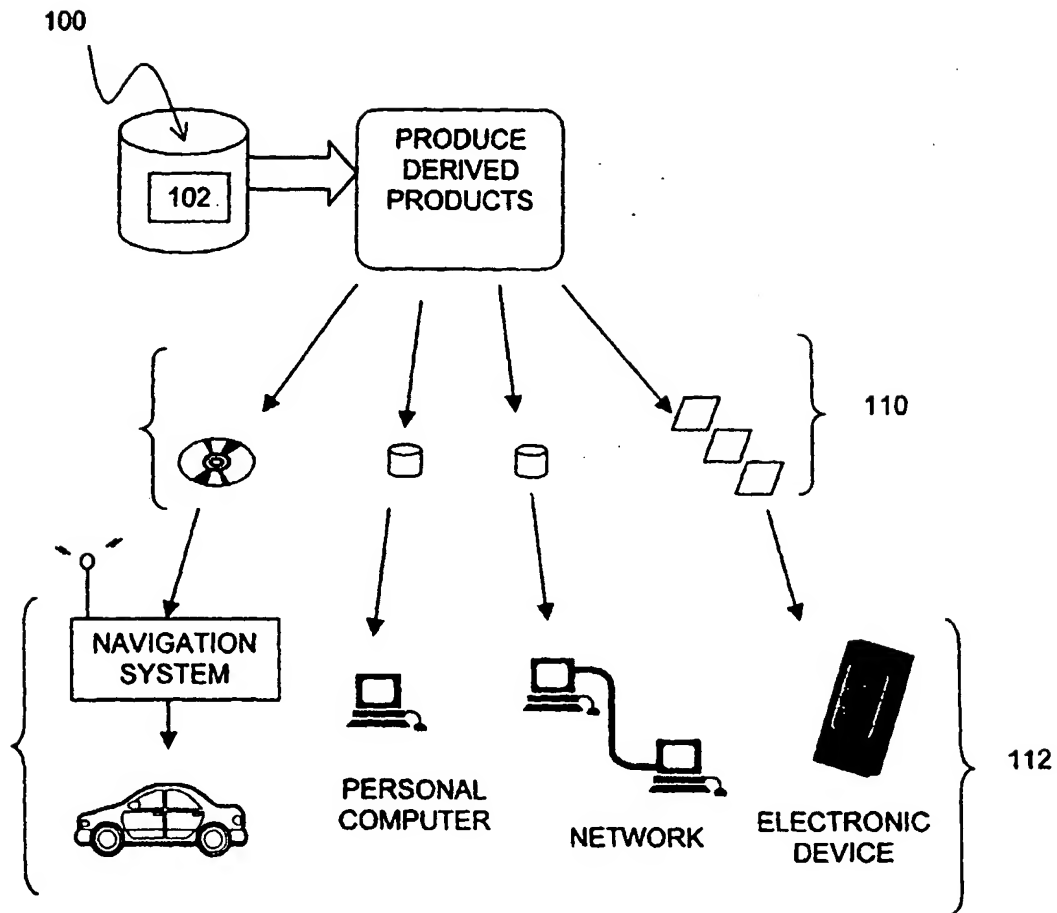 100
102
PRODUCE
DERIVED
PRODUCTS
110
NAVIGATION
SYSTEM
PERSONAL
COMPUTER
NETWORK
ELECTRONIC
DEVICE
112